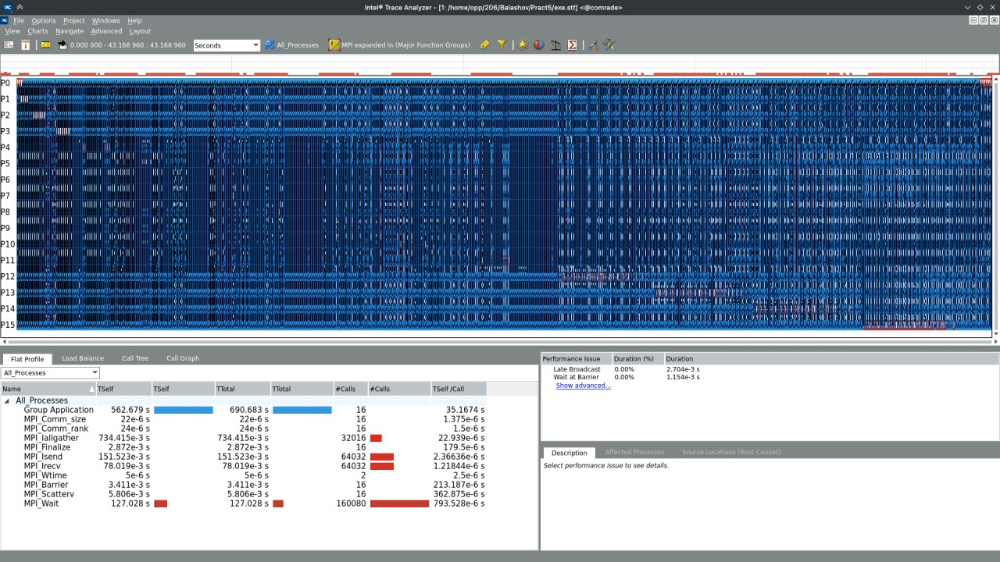 Intel® Trace Analyzer - [1: /home/opp/206/Balashov/Pract5/exe.stf] <@comrade>
File Options Project Windows Help
View Charts Navigate Advanced Layout
0.000 000 - 43.168 960 : 43.168 960 Seconds All_Processes MPI expanded in (Major Function Groups)
P0
P1
P2
P3
P4
P5
P6
P7
P8
P9
P10
P11
P12
P13
P14
P15
Flat Profile Load Balance Call Tree Call Graph
All_Processes
Name TSelf TSelf TTotal TTotal #Calls #Calls TSelf /Call
All_Processes
Group Application 562.679 s 690.683 s 16 35.1674 s
MPI_Comm_size 22e-6 s 22e-6 s 16 1.375e-6 s
MPI_Comm_rank 24e-6 s 24e-6 s 16 1.5e-6 s
MPI_Iallgather 734.415e-3 s 734.415e-3 s 32016 22.939e-6 s
MPI_Finalize 2.872e-3 s 2.872e-3 s 16 179.5e-6 s
MPI_Isend 151.523e-3 s 151.523e-3 s 64032 2.36636e-6 s
MPI_Irecv 78.019e-3 s 78.019e-3 s 64032 1.21844e-6 s
MPI_Wtime 5e-6 s 5e-6 s 2 2.5e-6 s
MPI_Barrier 3.411e-3 s 3.411e-3 s 16 213.187e-6 s
MPI_Scatterv 5.806e-3 s 5.806e-3 s 16 362.875e-6 s
MPI_Wait 127.028 s 127.028 s 160080 793.528e-6 s
Performance Issue Duration (%) Duration
Late Broadcast 0.00% 2.704e-3 s
Wait at Barrier 0.00% 1.154e-3 s
Show advanced...
Description Affected Processes Source Locations (Root Causes)
Select performance issue to see details.